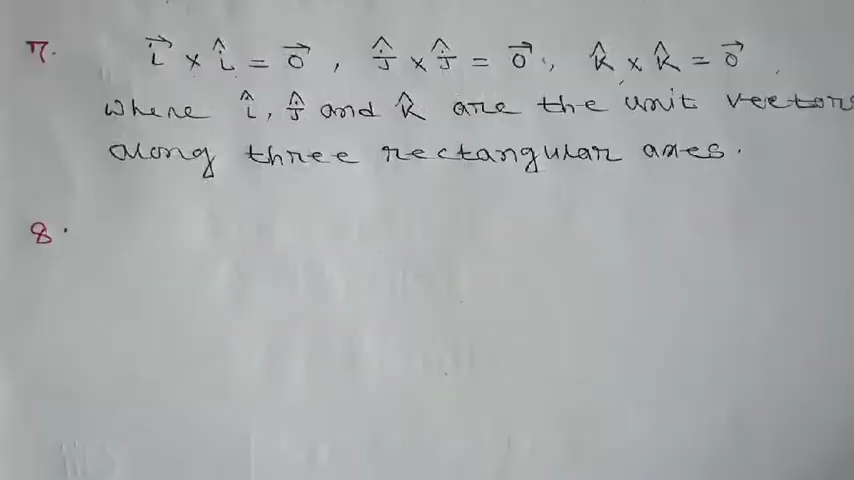 7. i⃗ × î = 0⃗, ĵ × ĵ = 0⃗, k̂ × k̂ = 0⃗
where î, ĵ and k̂ are the unit vectors
along three rectangular axes.
8.